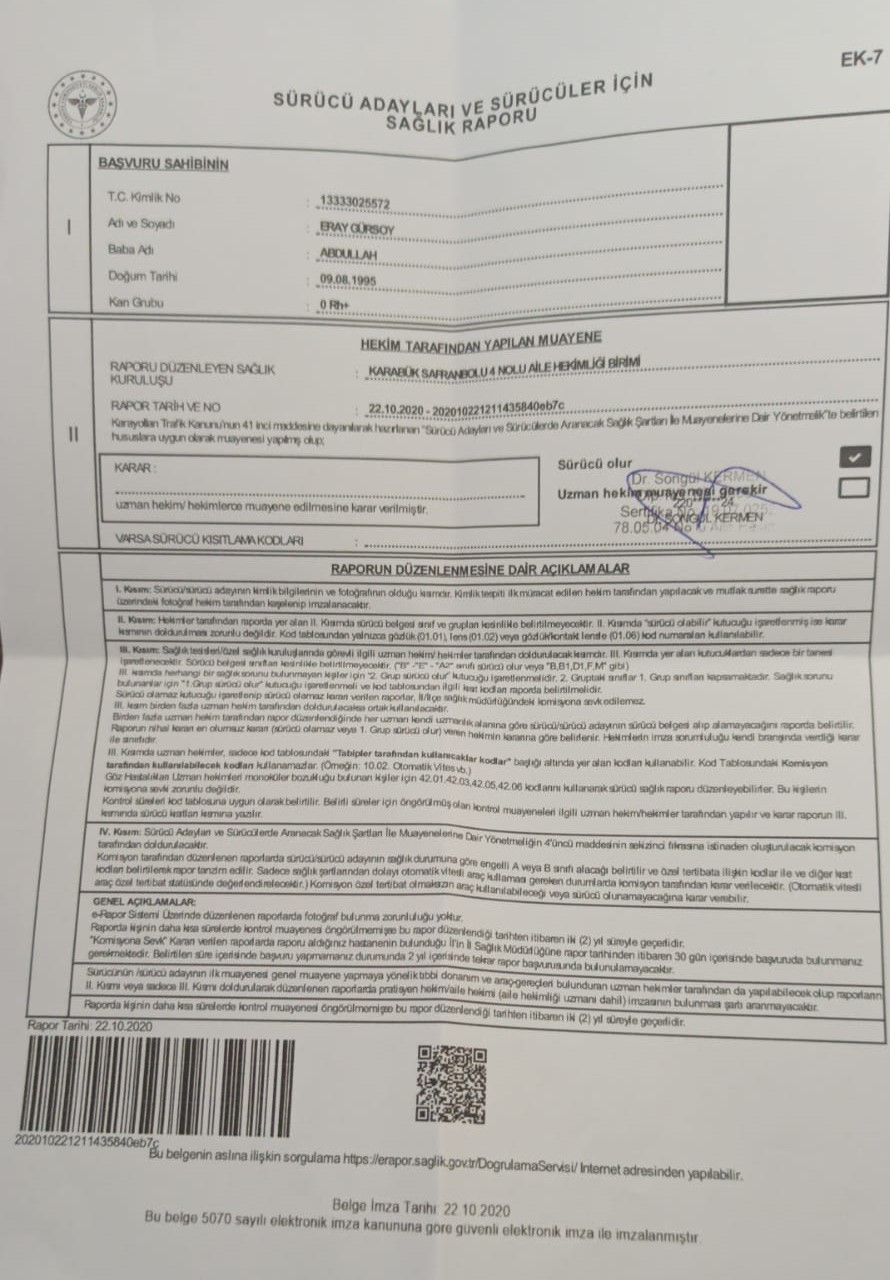 EK-7
SÜRÜCÜ ADAYLARI VE SÜRÜCÜLER İÇİN
SAĞLIK RAPORU
I
BAŞVURU SAHİBİNİN
T.C. Kimlik No : 13333025572
Adı ve Soyadı : ERAY GÜRSOY
Baba Adı : ABDULLAH
Doğum Tarihi : 09.08.1995
Kan Grubu : 0 Rh+
II
HEKİM TARAFINDAN YAPILAN MUAYENE
RAPORU DÜZENLEYEN SAĞLIK
KURULUŞU : KARABÜK SAFRANBOLU 4 NOLU AİLE HEKİMLİĞİ BİRİMİ
RAPOR TARİH VE NO : 22.10.2020 - 202010221211435840eb7c
Karayolları Trafik Kanunu'nun 41 inci maddesine dayanılarak hazırlanan "Sürücü Adayları ve Sürücülerde Aranacak Sağlık Şartları İle Muayenelerine Dair Yönetmelik"te belirtilen
hususlara uygun olarak muayenesi yapılmış olup;
KARAR :
uzman hekim/ hekimlerce muayene edilmesine karar verilmiştir.
Sürücü olur
Dr. Songül KERMEN
Uzman hekim muayenesi gerekir
Dr. SONGÜL KERMEN
VARSA SÜRÜCÜ KISITLAMA KODLARI :
RAPORUN DÜZENLENMESİNE DAİR AÇIKLAMALAR
I. Kısım: Sürücü/sürücü adayının kimlik bilgilerinin ve fotoğrafının olduğu kısımdır. Kimlik tespiti ilk müracat edilen hekim tarafından yapılacak ve mutlak surette sağlık raporu
üzerindeki fotoğraf hekim tarafından kaşelenip imzalanacaktır.
II. Kısım: Hekimler tarafından raporda yer alan II. Kısımda sürücü belgesi sınıf ve grupları kesinlikle belirtilmeyecektir. II. Kısımda "sürücü olabilir" kutucuğu işaretlenmiş ise karar
kısmının doldurulması zorunlu değildir. Kod tablosundan yalnızca gözlük (01.01), lens (01.02) veya gözlük/kontak lensle (01.06) kod numaraları kullanılabilir.
III. Kısım: Sağlık tesisleri/özel sağlık kuruluşlarında görevli ilgili uzman hekim/ hekimler tarafından doldurulacak kısımdır. III. Kısımda yer alan kutucuklardan sadece bir tanesi
işaretlenecektir. Sürücü belgesi sınıfları kesinlikle belirtilmeyecektir. ("B" -"E" - "A2" sınıfı sürücü olur veya "B,B1,D1,F,M" gibi)
III. kısımda herhangi bir sağlık sorunu bulunmayan kişiler için "2. Grup sürücü olur" kutucuğu işaretlenmelidir. 2. Gruptaki sınıflar 1. Grup sınıfları kapsamaktadır. Sağlık sorunu
bulunanlar için "1.Grup sürücü olur" kutucuğu işaretlenmeli ve kod tablosundan ilgili kısıt kodları raporda belirtilmelidir.
Sürücü olamaz kutucuğu işaretlenip sürücü olamaz kararı verilen raporlar, il/ilçe sağlık müdürlüğündeki komisyona sevk edilemez.
III. kısım birden fazla uzman hekim tarafından doldurulacaksa ortak kullanılacaktır.
Birden fazla uzman hekim tarafından rapor düzenlendiğinde her uzman kendi uzmanlık alanına göre sürücü/sürücü adayının sürücü belgesi alıp alamayacağını raporda belirtilir.
Raporun nihai kararı en olumsuz kararı (sürücü olamaz veya 1. Grup sürücü olur) veren hekimin kararına göre belirlenir. Hekimlerin imza sorumluluğu kendi branşında verdiği karar
ile sınırlıdır.
III. Kısımda uzman hekimler, sadece kod tablosundaki "Tabipler tarafından kullanılacaklar kodlar" başlığı altında yer alan kodları kullanabilir. Kod Tablosundaki Komisyon
tarafından kullanılabilecek kodları kullanamazlar. (Örneğin: 10.02. Otomatik Vites vb.)
Göz Hastalıkları Uzman hekimleri monoküler bozukluğu bulunan kişiler için 42.01,42.03,42.05,42.06 kodlarını kullanarak sürücü sağlık raporu düzenleyebilirler. Bu kişilerin
komisyona sevki zorunlu değildir.
Kontrol süreleri kod tablosuna uygun olarak belirtilir. Belirli süreler için öngörülmüş olan kontrol muayeneleri ilgili uzman hekim/hekimler tarafından yapılır ve kararı raporun III.
kısmında sürücü kısıtları kısmına yazılır.
IV. Kısım: Sürücü Adayları ve Sürücülerde Aranacak Sağlık Şartları İle Muayenelerine Dair Yönetmeliğin 4'üncü maddesinin sekizinci fıkrasına istinaden oluşturulacak komisyon
tarafından doldurulacaktır.
Komisyon tarafından düzenlenen raporlarda sürücü/sürücü adayının sağlık durumuna göre engelli A veya B sınıfı alacağı belirtilir ve özel tertibata ilişkin kodlar ile ve diğer kısıt
kodları belirtilerek rapor tanzim edilir. Sadece sağlık şartlarından dolayı otomatik vitesli araç kullanması gereken durumlarda komisyon tarafından karar verilecektir. (Otomatik vitesli
araç özel tertibat statüsünde değerlendirelecektir.) Komisyon özel tertibat olmaksızın araç kullanılabileceği veya sürücü olunamayacağına karar verebilir.
GENEL AÇIKLAMALAR:
e-Rapor Sistemi Üzerinde düzenlenen raporlarda fotoğraf bulunma zorunluluğu yoktur.
Raporda kişinin daha kısa sürelerde kontrol muayenesi öngörülmemişse bu rapor düzenlendiği tarihten itibaren iki (2) yıl süreyle geçerlidir.
"Komisyona Sevk" Kararı verilen raporlarda raporu aldığınız hastanenin bulunduğu İl'in İl Sağlık Müdürlüğüne rapor tarihinden itibaren 30 gün içerisinde başvuruda bulunmanız
gerekmektedir. Belirtilen süre içerisinde başvuru yapmamanız durumunda 2 yıl içerisinde tekrar rapor başvurusunda bulunulamayacaktır.
Sürücünün /sürücü adayının ilk muayenesi genel muayene yapmaya yönelik tıbbi donanım ve araç-gereçleri bulunduran uzman hekimler tarafından da yapılabilecek olup raporların
II. Kısmı veya sadece III. Kısmı doldurularak düzenlenen raporlarda pratisyen hekim/aile hekimi (aile hekimliği uzmanı dahil) imzasının bulunması şartı aranmayacaktır.
Raporda kişinin daha kısa sürelerde kontrol muayenesi öngörülmemişse bu rapor düzenlendiği tarihten itibaren iki (2) yıl süreyle geçerlidir.
Rapor Tarihi: 22.10.2020
202010221211435840eb7c
Bu belgenin aslına ilişkin sorgulama https://erapor.saglik.gov.tr/DogrulamaServisi/ Internet adresinden yapılabilir.
Belge İmza Tarihi 22 10 2020
Bu belge 5070 sayılı elektronik imza kanununa göre güvenli elektronik imza ile imzalanmıştır